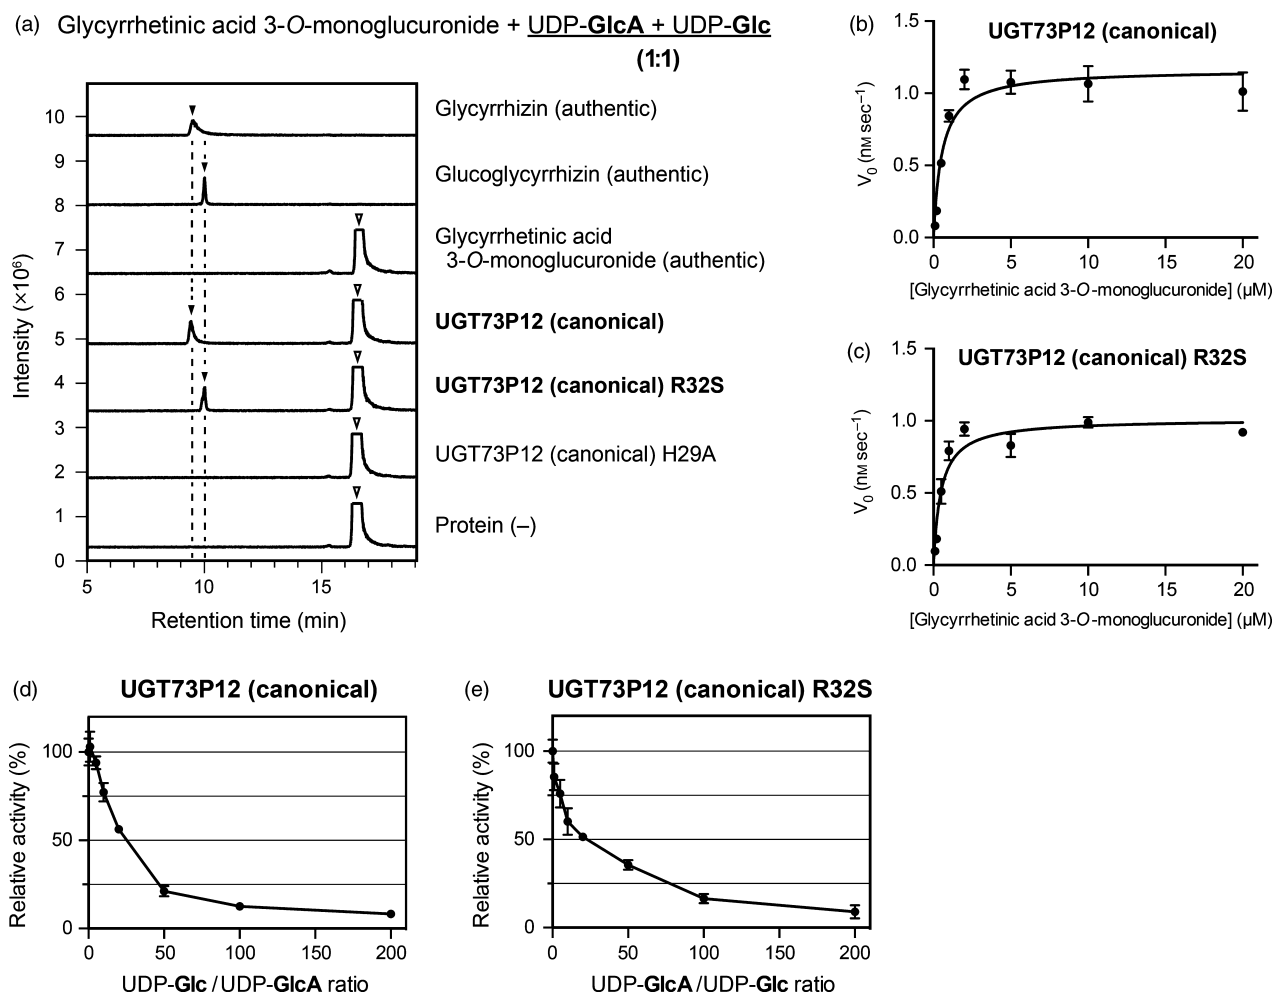 (a) Glycyrrhetinic acid 3-O-monoglucuronide + UDP-GlcA + UDP-Glc
(1:1)
Intensity (×10⁶)
10
9
8
7
6
5
4
3
2
1
0
5
10
15
Retention time (min)
Glycyrrhizin (authentic)
Glucoglycyrrhizin (authentic)
Glycyrrhetinic acid
3-O-monoglucuronide (authentic)
UGT73P12 (canonical)
UGT73P12 (canonical) R32S
UGT73P12 (canonical) H29A
Protein (–)
(b) UGT73P12 (canonical)
V₀ (nM sec⁻¹)
1.5
1.0
0.5
0.0
0 5 10 15 20
[Glycyrrhetinic acid 3-O-monoglucuronide] (μM)
(c) UGT73P12 (canonical) R32S
V₀ (nM sec⁻¹)
1.5
1.0
0.5
0.0
0 5 10 15 20
[Glycyrrhetinic acid 3-O-monoglucuronide] (μM)
(d) UGT73P12 (canonical)
Relative activity (%)
100
50
0
0 50 100 150 200
UDP-Glc / UDP-GlcA ratio
(e) UGT73P12 (canonical) R32S
Relative activity (%)
100
50
0
0 50 100 150 200
UDP-GlcA /UDP-Glc ratio